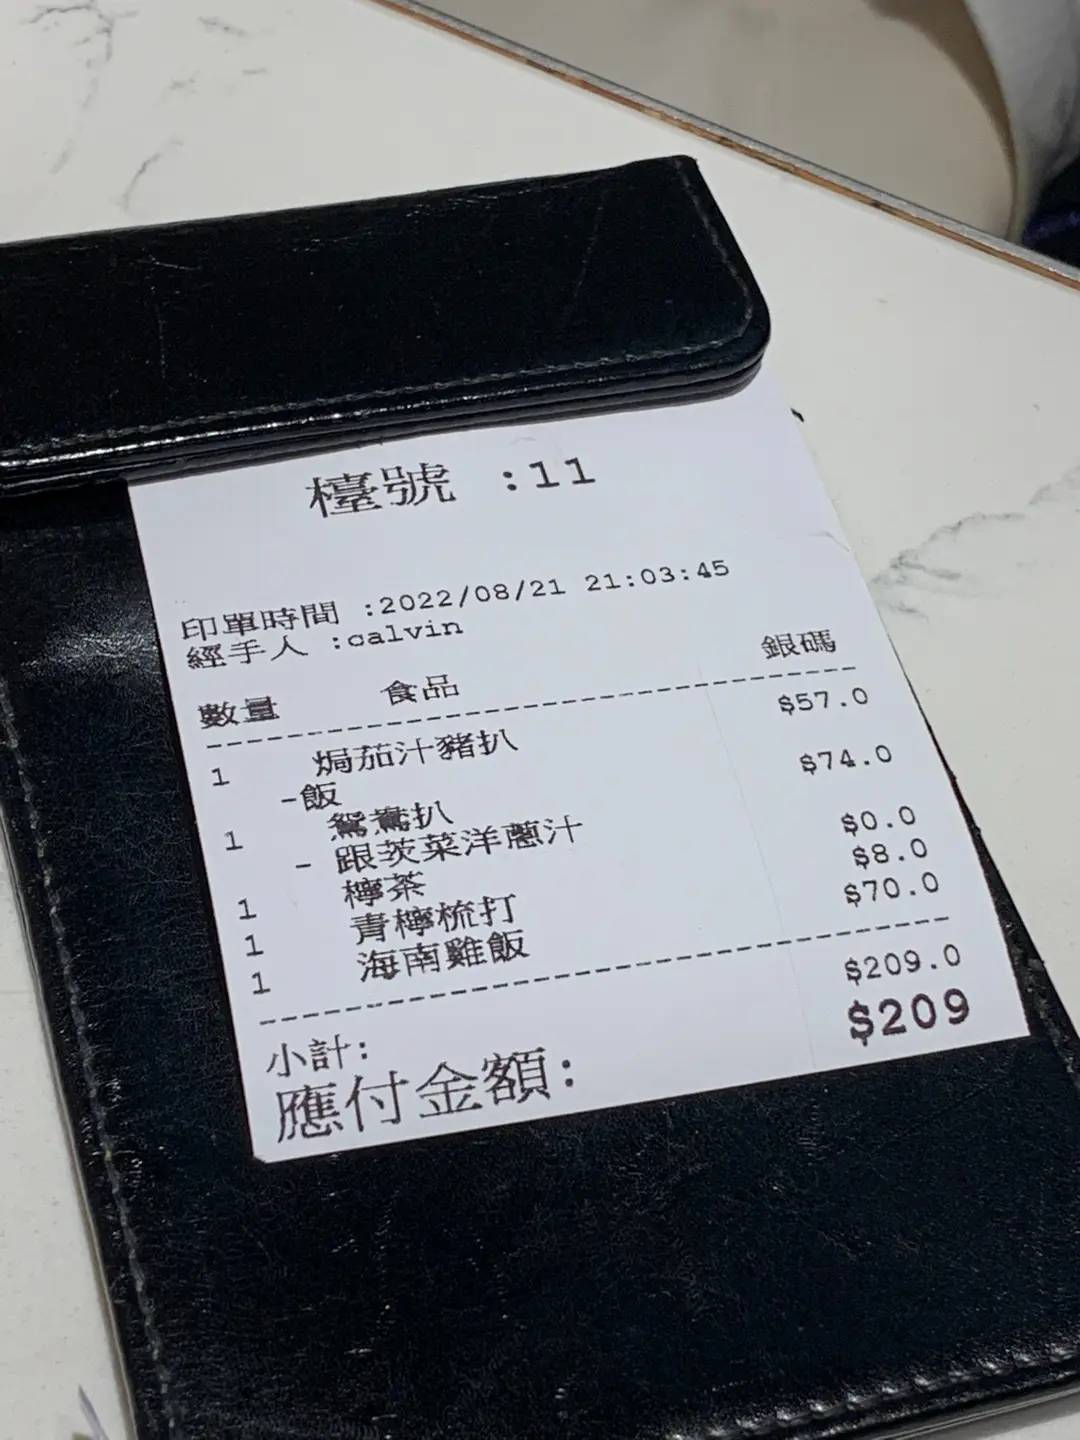 檯號 :11
印單時間 :2022/08/21 21:03:45
經手人 :calvin
數量 食品 銀碼
1 焗茄汁豬扒 $57.0
-飯
1 鴛鴦扒 $74.0
- 跟茨菜洋蔥汁
1 檸茶 $0.0
1 青檸梳打 $8.0
1 海南雞飯 $70.0
小計: $209.0
應付金額: $209